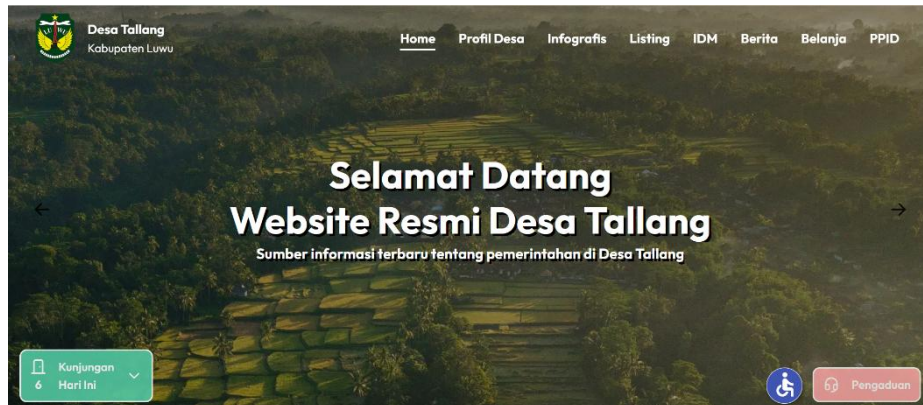 LUWU
Desa Tallang
Kabupaten Luwu
Home Profil Desa Infografis Listing IDM Berita Belanja PPID
Selamat Datang
Website Resmi Desa Tallang
Sumber informasi terbaru tentang pemerintahan di Desa Tallang
Kunjungan
6 Hari Ini
Pengaduan